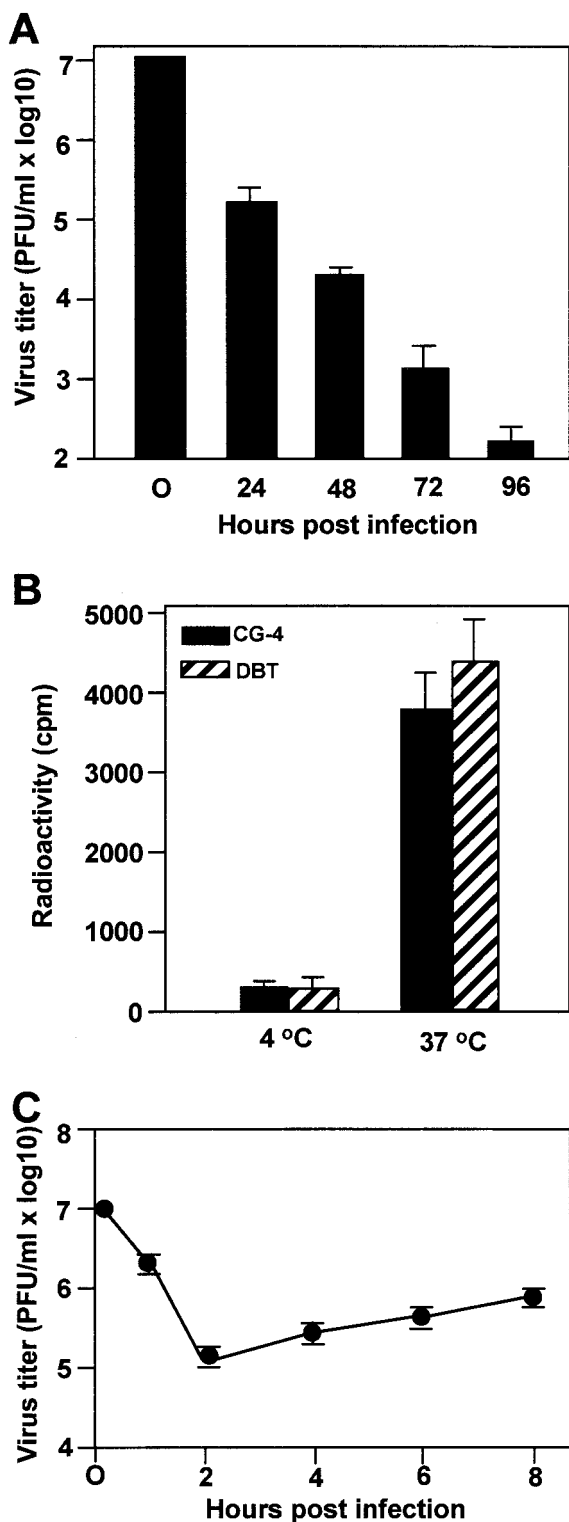 A
Virus titer (PFU/ml x log10)
7
6
5
4
3
2
O 24 48 72 96
Hours post infection
B
Radioactivity (cpm)
5000
4000
3000
2000
1000
0
CG-4
DBT
4 °C 37 °C
C
Virus titer (PFU/ml x log10)
8
7
6
5
4
O 2 4 6 8
Hours post infection